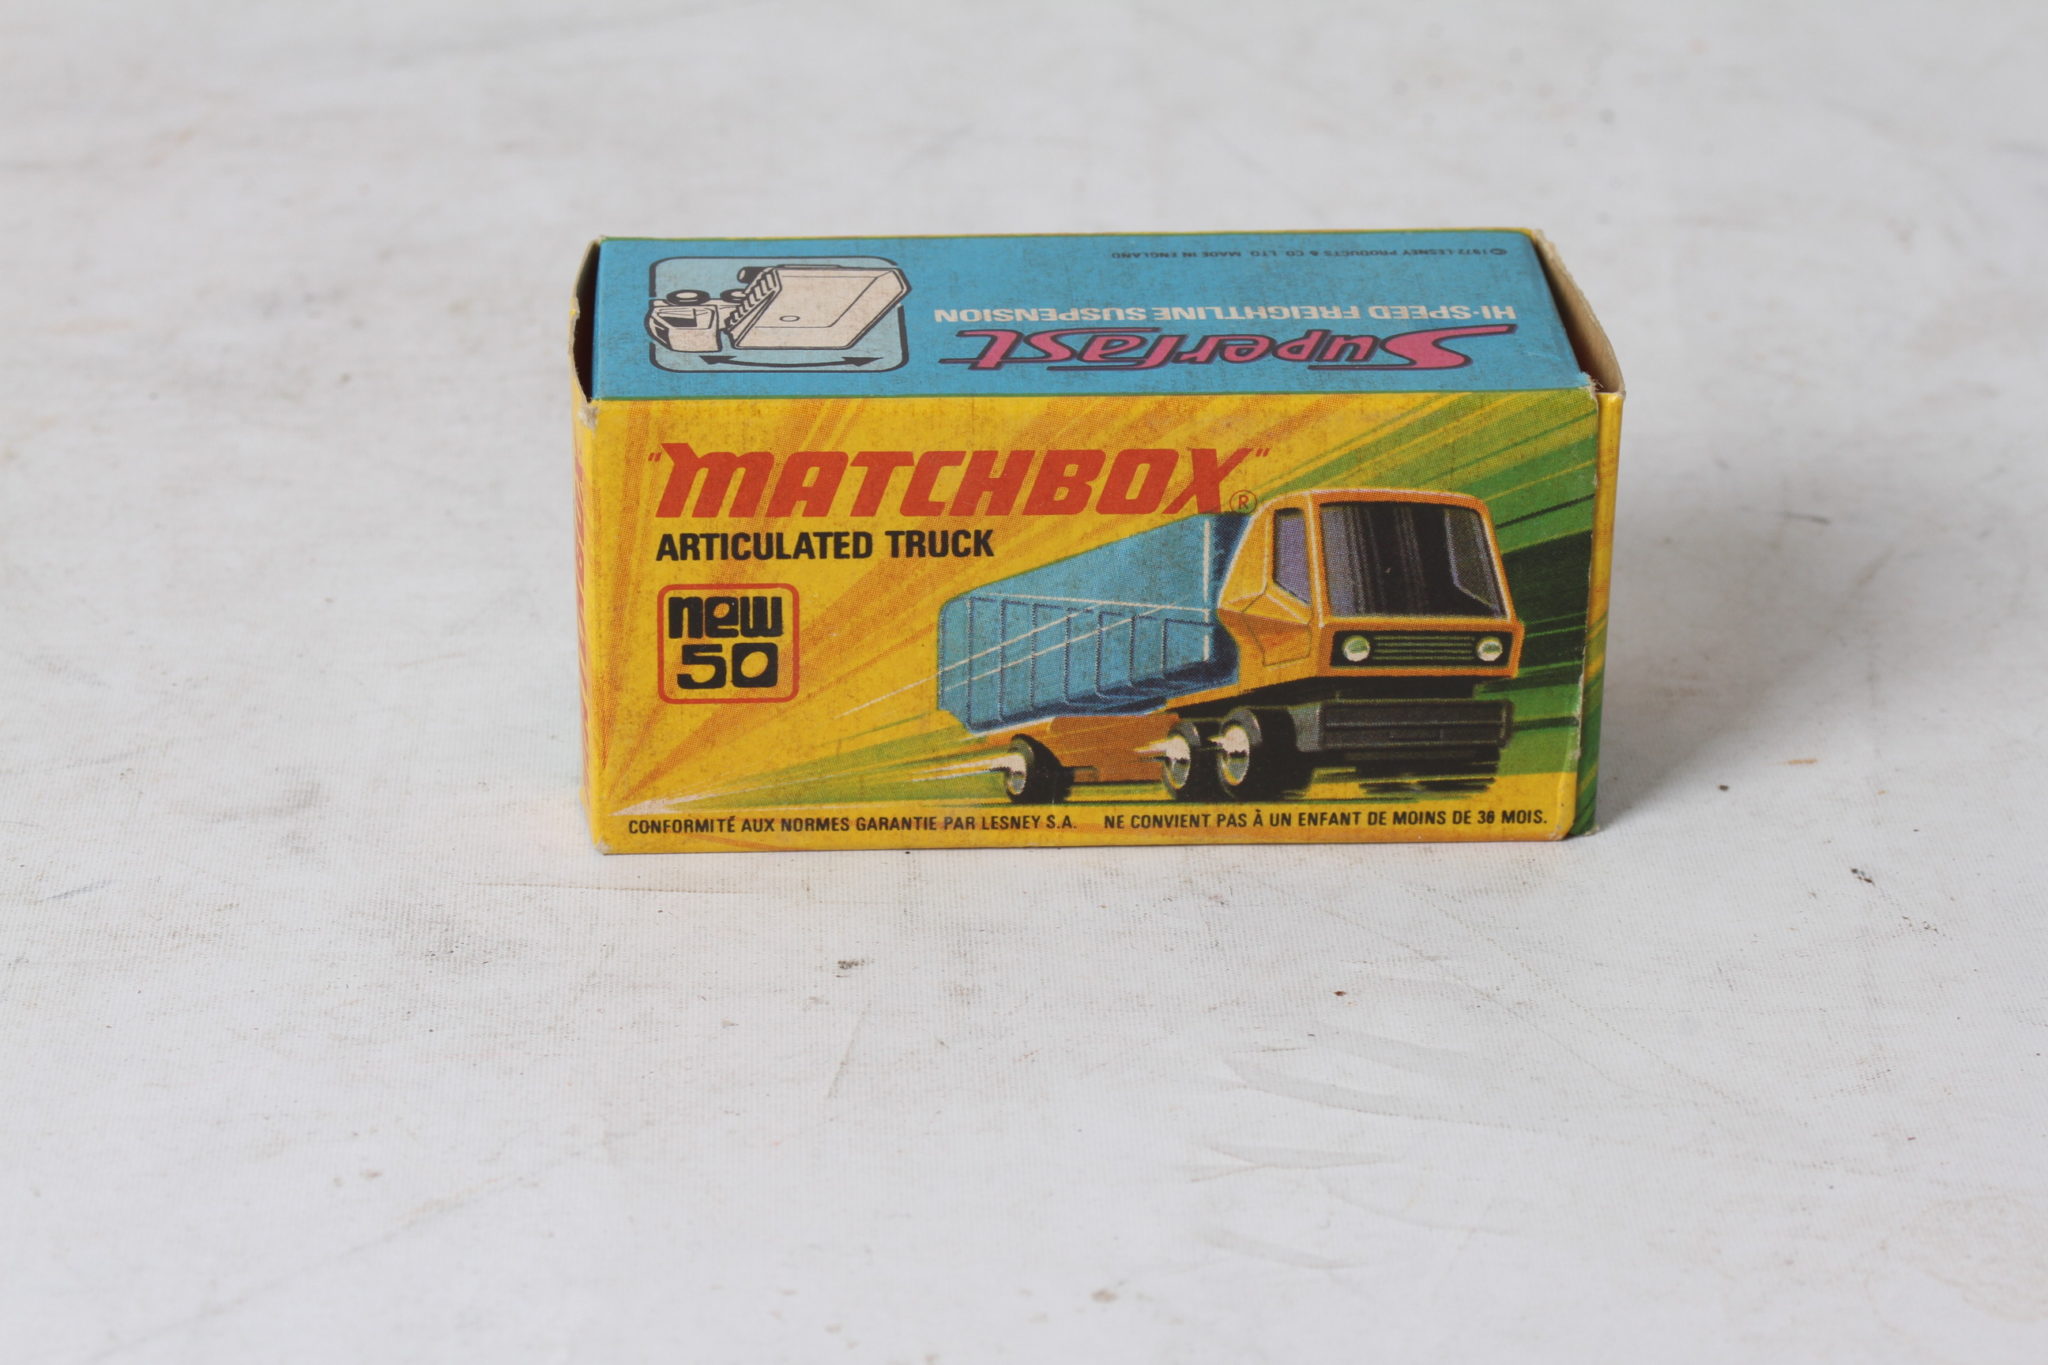 ©1972 LESNEY PRODUCTS & CO. LTD. MADE IN ENGLAND
HI-SPEED FREIGHTLINE SUSPENSION
Superfast
"MATCHBOX"®
ARTICULATED TRUCK
new
50
CONFORMITÉ AUX NORMES GARANTIE PAR LESNEY S.A. NE CONVIENT PAS À UN ENFANT DE MOINS DE 36 MOIS.